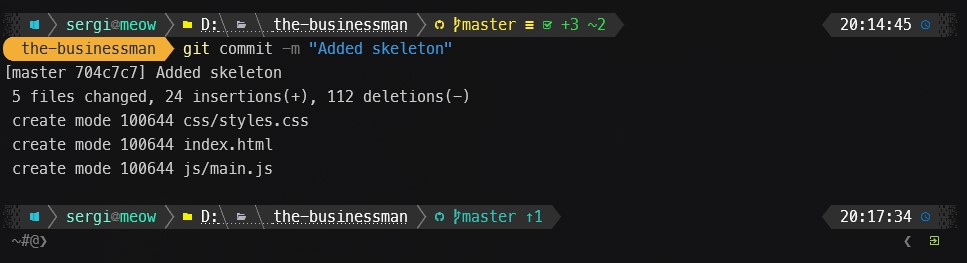 sergi@meow D: the-businessman master ≡ +3 ~2 20:14:45
the-businessman git commit -m "Added skeleton"
[master 704c7c7] Added skeleton
5 files changed, 24 insertions(+), 112 deletions(-)
create mode 100644 css/styles.css
create mode 100644 index.html
create mode 100644 js/main.js
sergi@meow D: the-businessman master ↑1 20:17:34
~#@❯ ❮